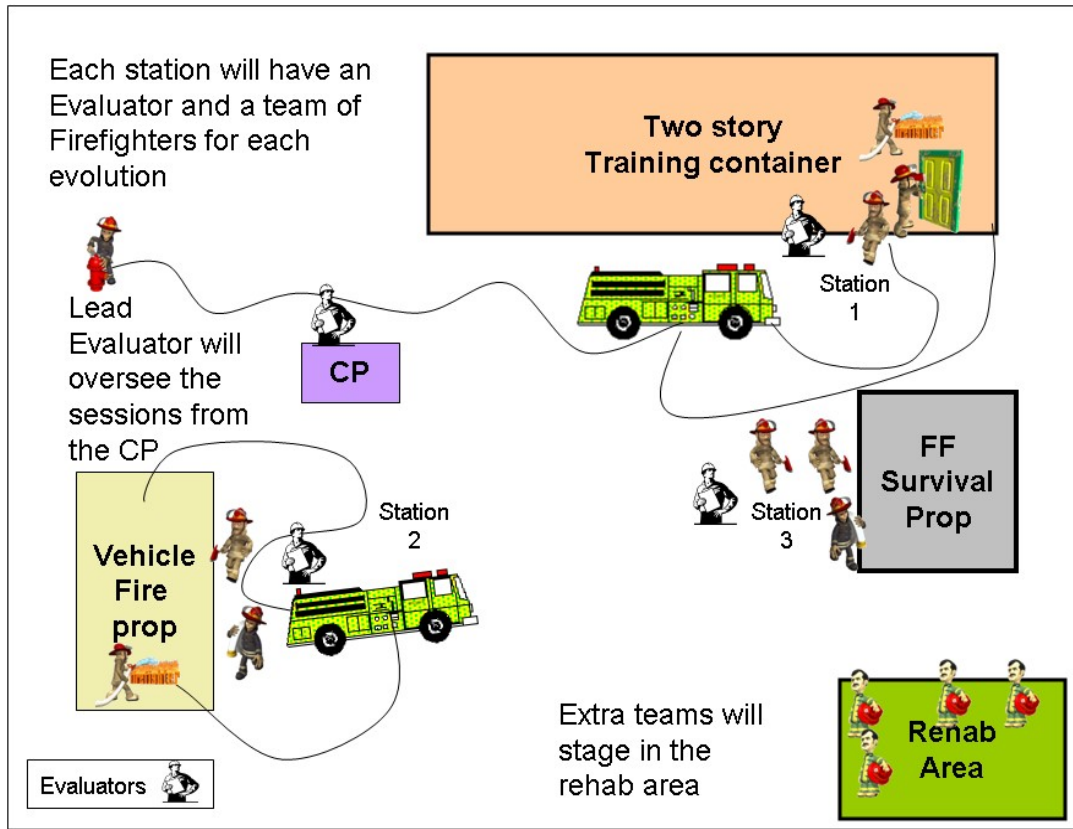 Each station will have an
Evaluator and a team of
Firefighters for each
evolution
Two story
Training container
Station
1
Lead
Evaluator will
oversee the
sessions from
the CP
CP
FF
Survival
Prop
Station
3
Station
2
Vehicle
Fire
prop
Extra teams will
stage in the
rehab area
Rehab
Area
Evaluators